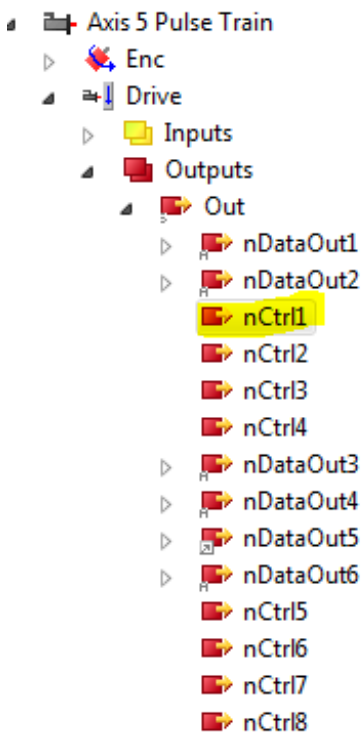 Axis 5 Pulse Train
Enc
Drive
Inputs
Outputs
Out
nDataOut1
nDataOut2
nCtrl1
nCtrl2
nCtrl3
nCtrl4
nDataOut3
nDataOut4
nDataOut5
nDataOut6
nCtrl5
nCtrl6
nCtrl7
nCtrl8